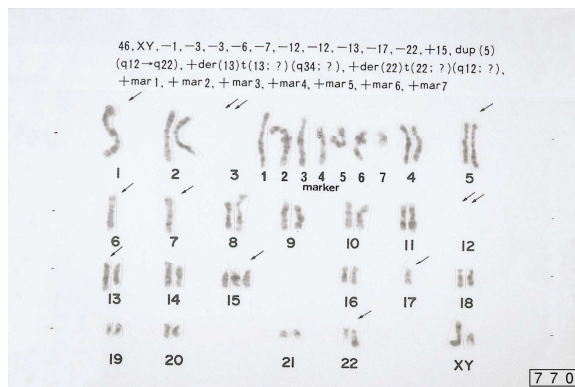 46, XY, −1, −3, −3, −6, −7, −12, −12, −13, −17, −22, +15, dup (5)
(q12→q22), +der(13)t(13; ?)(q34; ?), +der(22)t(22; ?)(q12; ?),
+mar1, +mar2, +mar3, +mar4, +mar5, +mar6, +mar7
1 2 3 1 2 3 4 5 6 7 4 5
marker
6 7 8 9 10 11 12
13 14 15 16 17 18
19 20 21 22 XY
770